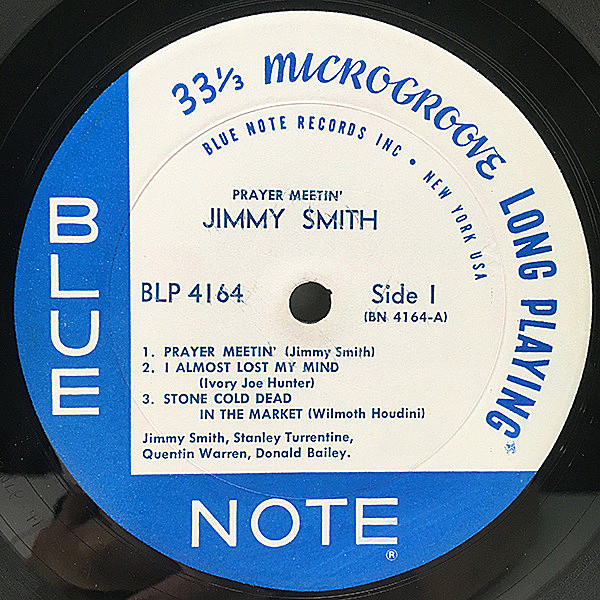 33⅓ MICROGROOVE LONG PLAYING
BLUE NOTE RECORDS INC • NEW YORK USA
PRAYER MEETIN'
JIMMY SMITH
BLP 4164
Side 1
(BN 4164-A)
1. PRAYER MEETIN' (Jimmy Smith)
2. I ALMOST LOST MY MIND
(Ivory Joe Hunter)
3. STONE COLD DEAD
IN THE MARKET (Wilmoth Houdini)
Jimmy Smith, Stanley Turrentine,
Quentin Warren, Donald Bailey.
BLUE
NOTE
®